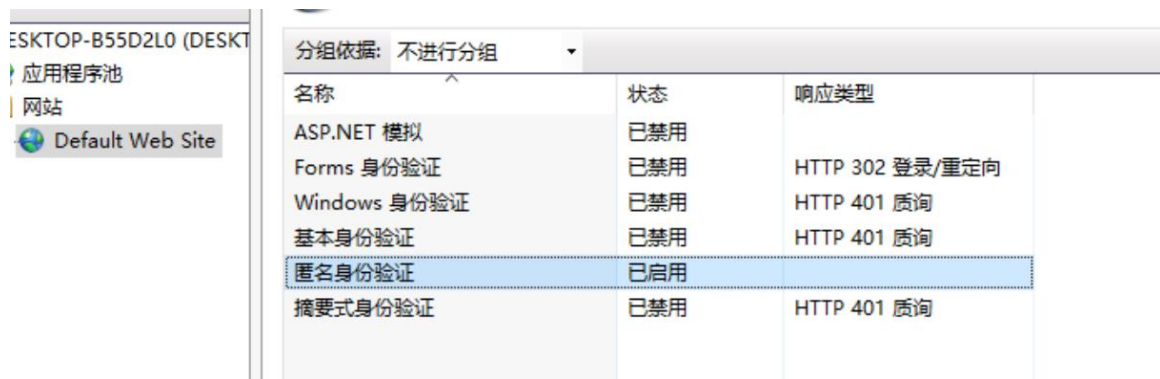 ESKTOP-B55D2L0 (DESKT
应用程序池
网站
Default Web Site
分组依据: 不进行分组
名称 状态 响应类型
ASP.NET 模拟 已禁用
Forms 身份验证 已禁用 HTTP 302 登录/重定向
Windows 身份验证 已禁用 HTTP 401 质询
基本身份验证 已禁用 HTTP 401 质询
匿名身份验证 已启用
摘要式身份验证 已禁用 HTTP 401 质询